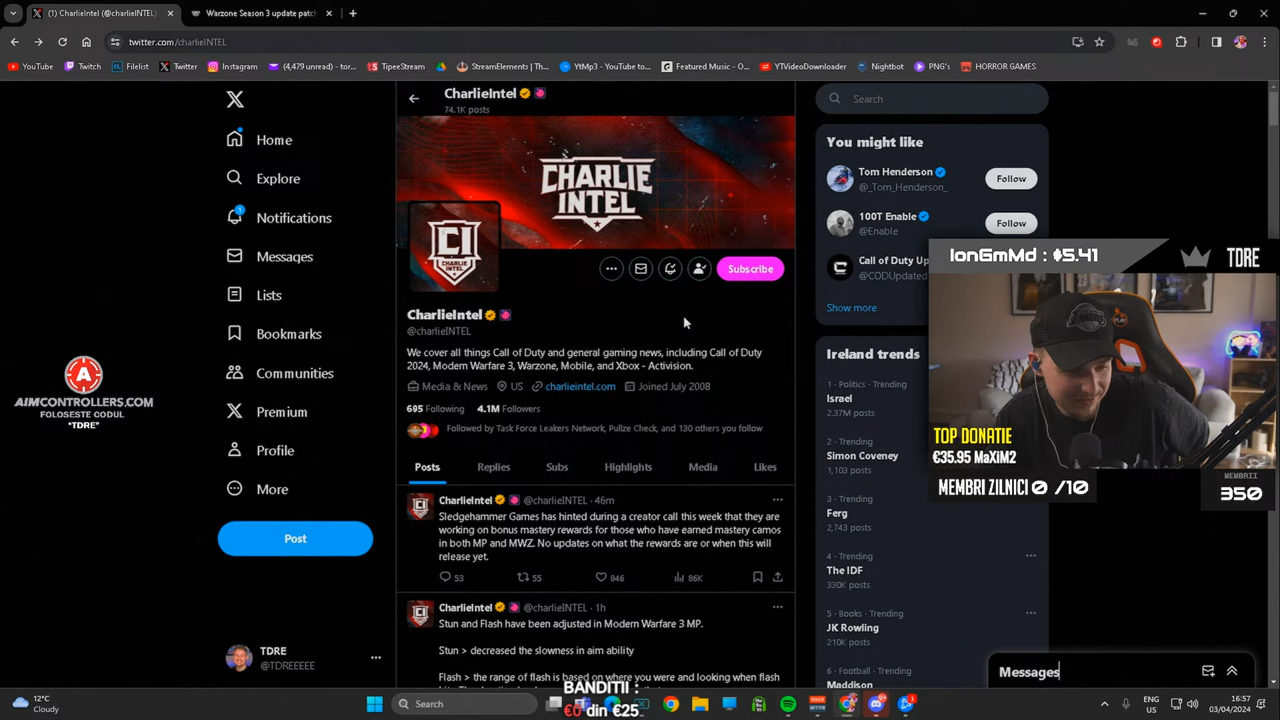 (1) CharlieIntel (@charlieINTEL)
Warzone Season 3 update patch
twitter.com/charlieINTEL
YouTube
Twitch
Filelist
Twitter
Instagram
(4,479 unread) - tor...
TipeeStream
StreamElements | Th...
YtMp3 - YouTube to...
Featured Music - O...
YTVideoDownloader
Nightbot
PNG's
HORROR GAMES
Home
Explore
1
Notifications
Messages
Lists
Bookmarks
Communities
Premium
Profile
More
Post
TDRE
@TDREEEEE
AIMCONTROLLERS.COM
FOLOSESTE CODUL
"TDRE"
CharlieIntel
74.1K posts
CHARLIE
INTEL
CI
CHARLIE
INTEL
Subscribe
CharlieIntel
@charlieINTEL
We cover all things Call of Duty and general gaming news, including Call of Duty
2024, Modern Warfare 3, Warzone, Mobile, and Xbox - Activision.
Media & News US charlieintel.com Joined July 2008
695 Following 4.1M Followers
Followed by Task Force Leakers Network, Pullze Check, and 130 others you follow
Posts Replies Subs Highlights Media Likes
CharlieIntel @charlieINTEL · 46m
Sledgehammer Games has hinted during a creator call this week that they are
working on bonus mastery rewards for those who have earned mastery camos
in both MP and MWZ. No updates on what the rewards are or when this will
release yet.
53 55 846 86K
CharlieIntel @charlieINTEL · 1h
Stun and Flash have been adjusted in Modern Warfare 3 MP.
Stun > decreased the slowness in aim ability
Flash > the range of flash is based on where you were and looking when flash
Search
You might like
Tom Henderson
@_Tom_Henderson_
Follow
100T Enable
@Enable
Follow
Call of Duty Up
@CODUpdates
Show more
Ireland trends
1 · Politics · Trending
Israel
2.37M posts
2 · Trending
Simon Coveney
1,103 posts
3 · Trending
Ferg
2,743 posts
4 · Trending
The IDF
330K posts
5 · Books · Trending
JK Rowling
210K posts
6 · Football · Trending
Maddison
Messages
IonGmMd : €5.41
TDRE
TOP DONATIE
€35.95 MaXiM2
MEMBRI ZILNICI 0 /10
MEMBRII
350
BANDITII :
€0 din €25
12°C
Cloudy
Search
ENG
US
16:57
03/04/2024